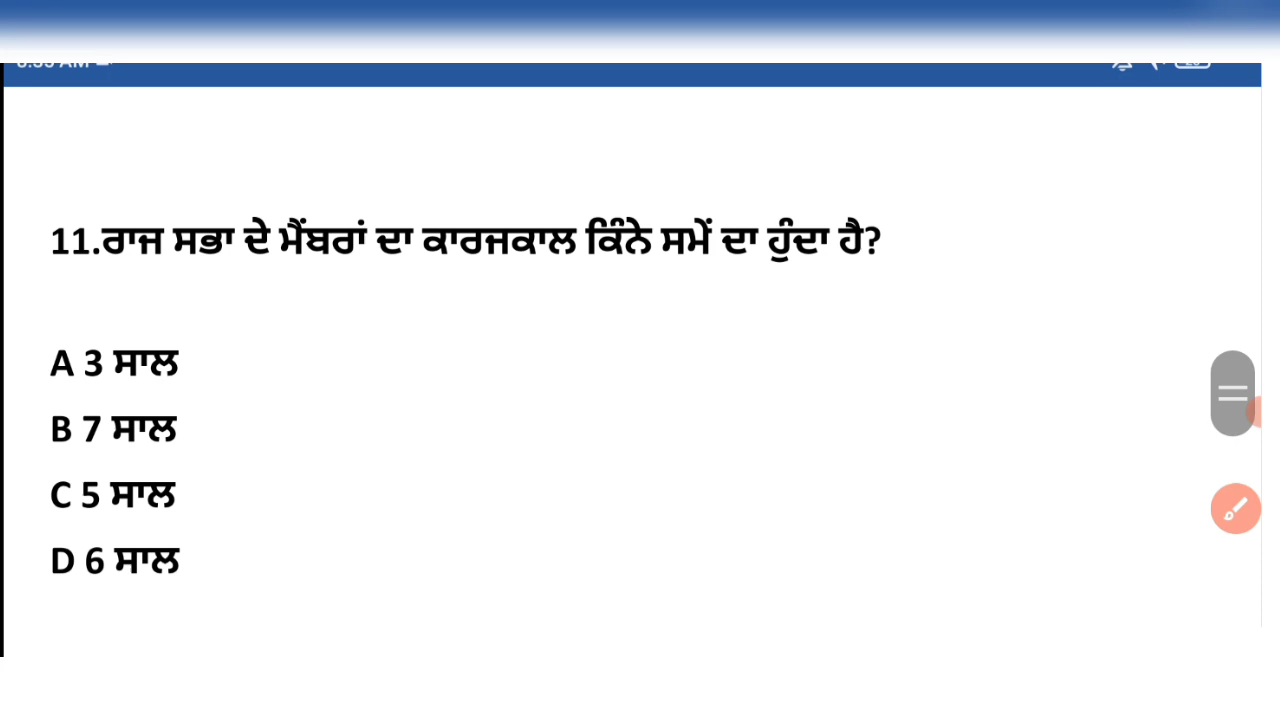 11.ਰਾਜ ਸਭਾ ਦੇ ਮੈਂਬਰਾਂ ਦਾ ਕਾਰਜਕਾਲ ਕਿੰਨੇ ਸਮੇਂ ਦਾ ਹੁੰਦਾ ਹੈ?
A 3 ਸਾਲ
B 7 ਸਾਲ
C 5 ਸਾਲ
D 6 ਸਾਲ